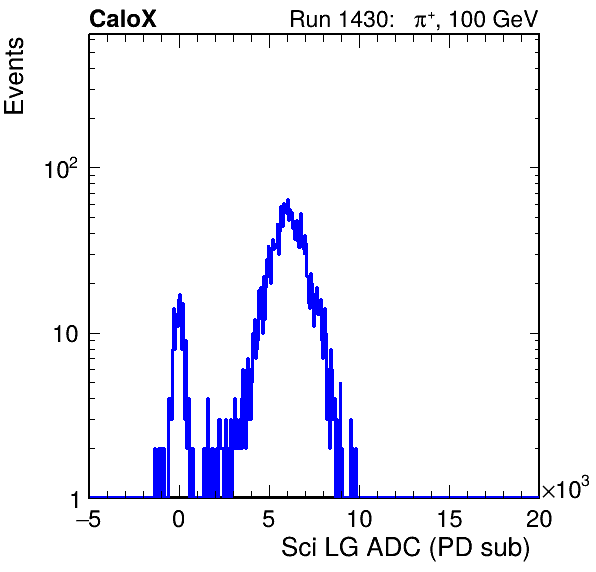 CaloX Run 1430: π⁺, 100 GeV
Events
10²
10
1
−5 0 5 10 15 20
×10³
Sci LG ADC (PD sub)